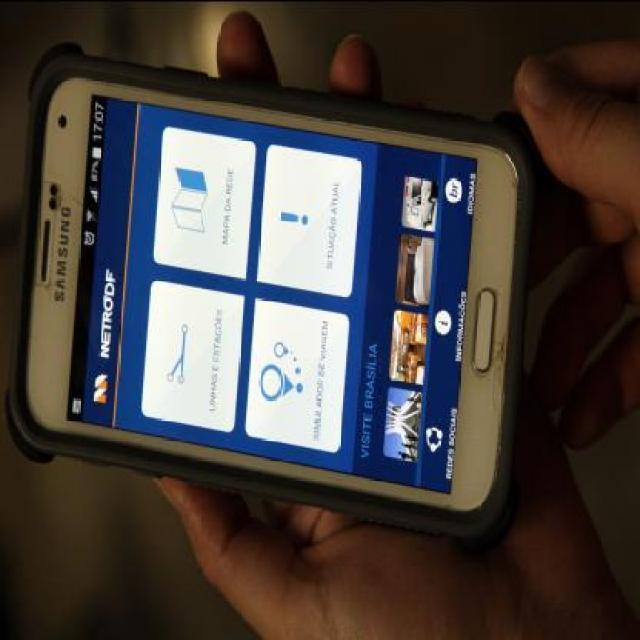 SAMSUNG
17:07
METRODF
LINHAS E ESTAÇÕES
MAPA DA REDE
SIMULADOR DE VIAGEM
SITUAÇÃO ATUAL
VISITE BRASÍLIA
REDES SOCIAIS
i
INFORMAÇÕES
br
IDIOMAS